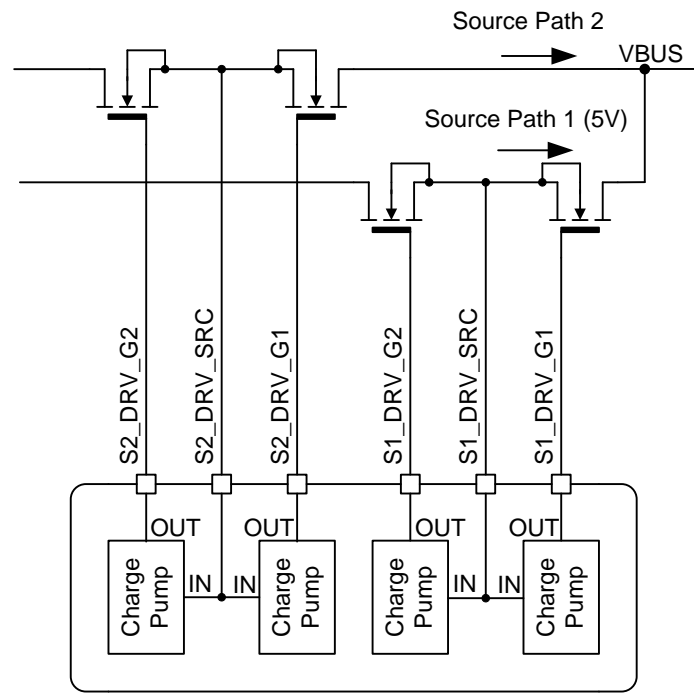 Source Path 2
VBUS
Source Path 1 (5V)
S2_DRV_G2
S2_DRV_SRC
S2_DRV_G1
S1_DRV_G2
S1_DRV_SRC
S1_DRV_G1
OUT
OUT
OUT
OUT
Charge
Pump
IN
IN
Charge
Pump
Charge
Pump
IN
IN
Charge
Pump